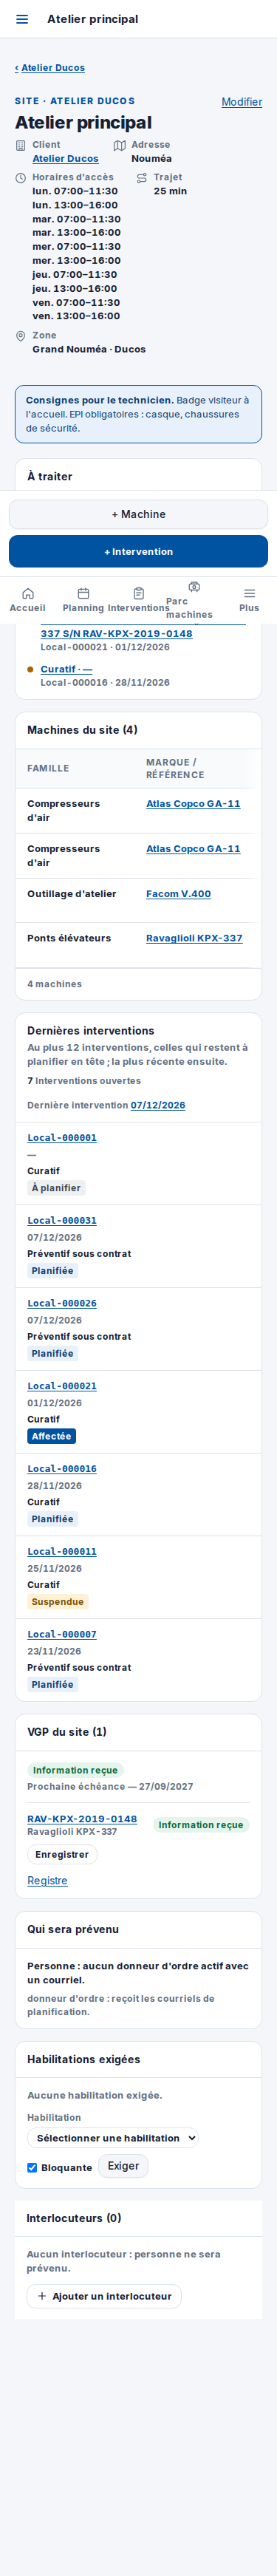 Atelier principal
‹ Atelier Ducos
SITE · ATELIER DUCOS
Modifier
Atelier principal
Client
Atelier Ducos
Adresse
Nouméa
Horaires d'accès
lun. 07:00–11:30
lun. 13:00–16:00
mar. 07:00–11:30
mar. 13:00–16:00
mer. 07:00–11:30
mer. 13:00–16:00
jeu. 07:00–11:30
jeu. 13:00–16:00
ven. 07:00–11:30
ven. 13:00–16:00
Trajet
25 min
Zone
Grand Nouméa · Ducos
Consignes pour le technicien. Badge visiteur à
l'accueil. EPI obligatoires : casque, chaussures
de sécurité.
À traiter
+ Machine
+ Intervention
Accueil
Planning
Interventions
Parc
machines
Plus
337 S/N RAV-KPX-2019-0148
Local-000021 · 01/12/2026
Curatif · —
Local-000016 · 28/11/2026
Machines du site (4)
FAMILLE
MARQUE /
RÉFÉRENCE
Compresseurs
d'air
Atlas Copco GA-11
Compresseurs
d'air
Atlas Copco GA-11
Outillage d'atelier
Facom V.400
Ponts élévateurs
Ravaglioli KPX-337
4 machines
Dernières interventions
Au plus 12 interventions, celles qui restent à
planifier en tête ; la plus récente ensuite.
7 Interventions ouvertes
Dernière intervention 07/12/2026
Local-000001
—
Curatif
À planifier
Local-000031
07/12/2026
Préventif sous contrat
Planifiée
Local-000026
07/12/2026
Préventif sous contrat
Planifiée
Local-000021
01/12/2026
Curatif
Affectée
Local-000016
28/11/2026
Curatif
Planifiée
Local-000011
25/11/2026
Curatif
Suspendue
Local-000007
23/11/2026
Préventif sous contrat
Planifiée
VGP du site (1)
Information reçue
Prochaine échéance — 27/09/2027
RAV-KPX-2019-0148
Ravaglioli KPX-337
Information reçue
Enregistrer
Registre
Qui sera prévenu
Personne : aucun donneur d'ordre actif avec
un courriel.
donneur d'ordre : reçoit les courriels de
planification.
Habilitations exigées
Aucune habilitation exigée.
Habilitation
Sélectionner une habilitation
Bloquante
Exiger
Interlocuteurs (0)
Aucun interlocuteur : personne ne sera
prévenu.
+ Ajouter un interlocuteur